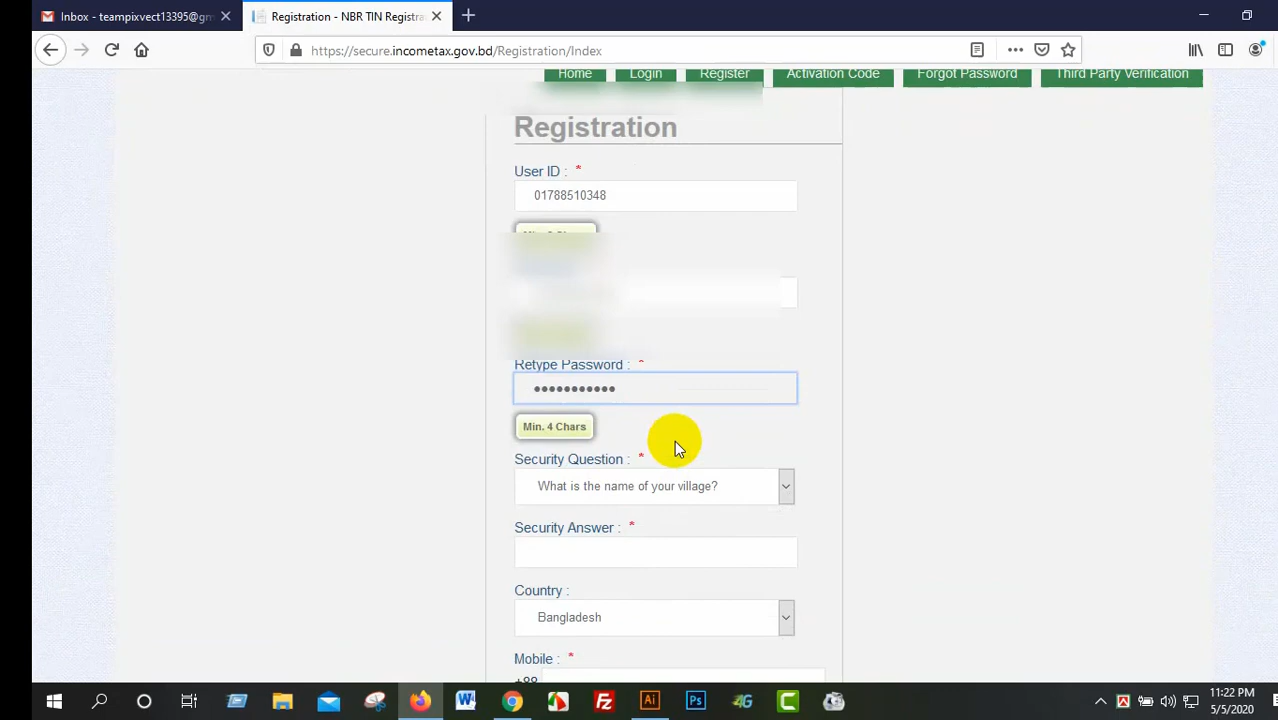 Inbox - teampixvect13395@gm
Registration - NBR TIN Registra
https://secure.incometax.gov.bd/Registration/Index
Home Login Register Activation Code Forgot Password Third Party Verification
Registration
User ID : *
01788510348
Retype Password : *
•••••••••••
Min. 4 Chars
Security Question : *
What is the name of your village?
Security Answer : *
Country :
Bangladesh
Mobile : *
+88
11:22 PM
5/5/2020